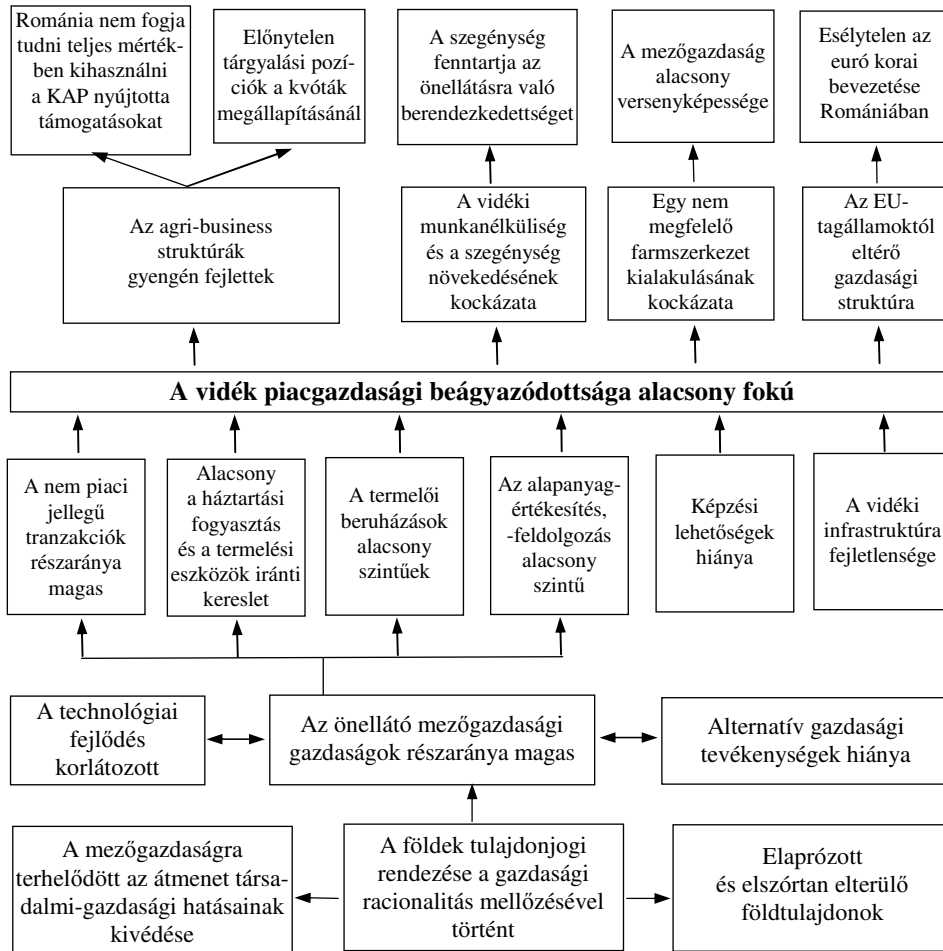 Románia nem fogja
tudni teljes mérték-
ben kihasználni
a KAP nyújtotta
támogatásokat
Előnytelen
tárgyalási pozí-
ciók a kvóták
megállapításánál
A szegénység
fenntartja az
önellátásra való
berendezkedettséget
A mezőgazdaság
alacsony
versenyképessége
Esélytelen az
euró korai
bevezetése
Romániában
Az agri-business
struktúrák
gyengén fejlettek
A vidéki
munkanélküliség
és a szegénység
növekedésének
kockázata
Egy nem
megfelelő
farmszerkezet
kialakulásának
kockázata
Az EU-
tagállamoktól
eltérő
gazdasági
struktúra
A vidék piacgazdasági beágyazódottsága alacsony fokú
A nem piaci
jellegű
tranzakciók
részaránya
magas
Alacsony
a háztartási
fogyasztás
és a termelési
eszközök iránti
kereslet
A termelői
beruházások
alacsony
szintűek
Az alapanyag-
értékesítés,
-feldolgozás
alacsony
szintű
Képzési
lehetőségek
hiánya
A vidéki
infrastruktúra
fejletlensége
A technológiai
fejlődés
korlátozott
Az önellátó mezőgazdasági
gazdaságok részaránya magas
Alternatív gazdasági
tevékenységek hiánya
A mezőgazdaságra
terhelődött az átmenet társa-
dalmi-gazdasági hatásainak
kivédése
A földek tulajdonjogi
rendezése a gazdasági
racionalitás mellőzésével
történt
Elaprózott
és elszórtan elterülő
földtulajdonok